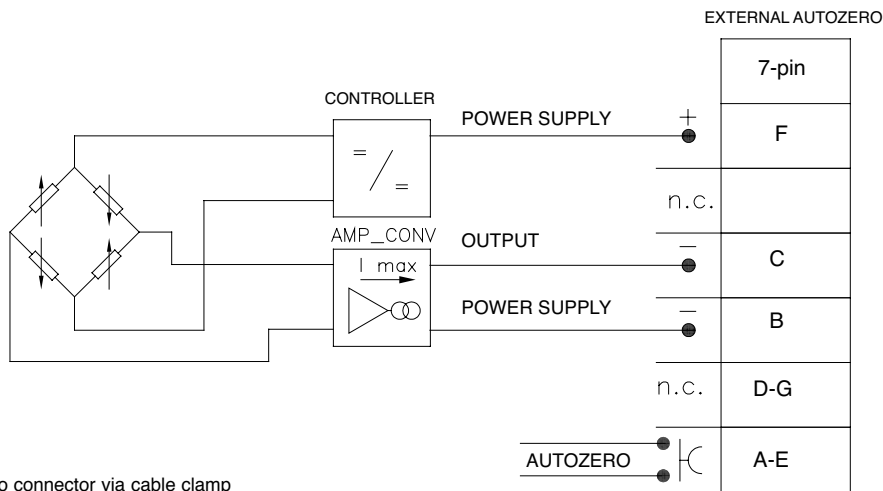 EXTERNAL AUTOZERO
7-pin
CONTROLLER
POWER SUPPLY
+
F
=
/
=
n.c.
AMP_CONV
OUTPUT
–
C
I max
POWER SUPPLY
–
B
n.c.
D-G
AUTOZERO
A-E
o connector via cable clamp